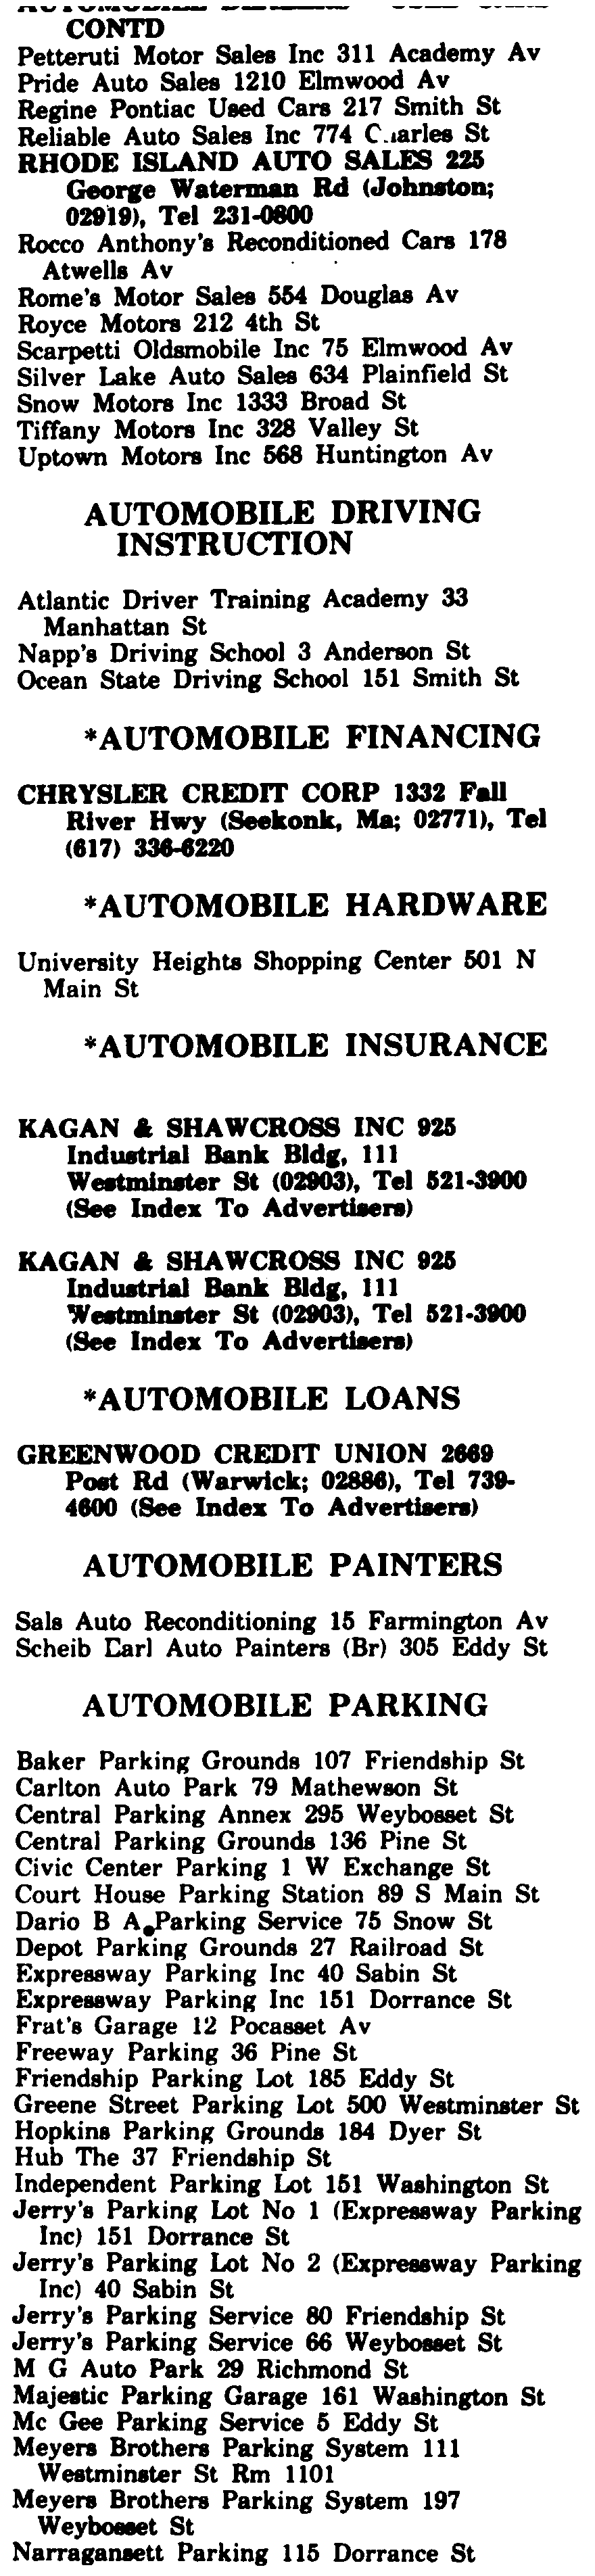 CONTD
Petteruti Motor Sales Inc 311 Academy Av
Pride Auto Sales 1210 Elmwood Av
Regine Pontiac Used Cars 217 Smith St
Reliable Auto Sales Inc 774 C.arles St
RHODE ISLAND AUTO SALES 225
George Waterman Rd (Johnston;
02919), Tel 231-0800
Rocco Anthony's Reconditioned Cars 178
Atwells Av
Rome's Motor Sales 554 Douglas Av
Royce Motors 212 4th St
Scarpetti Oldsmobile Inc 75 Elmwood Av
Silver Lake Auto Sales 634 Plainfield St
Snow Motors Inc 1333 Broad St
Tiffany Motors Inc 328 Valley St
Uptown Motors Inc 568 Huntington Av
AUTOMOBILE DRIVING
INSTRUCTION
Atlantic Driver Training Academy 33
Manhattan St
Napp's Driving School 3 Anderson St
Ocean State Driving School 151 Smith St
*AUTOMOBILE FINANCING
CHRYSLER CREDIT CORP 1332 Fall
River Hwy (Seekonk, Ma; 02771), Tel
(617) 336-6220
*AUTOMOBILE HARDWARE
University Heights Shopping Center 501 N
Main St
*AUTOMOBILE INSURANCE
KAGAN & SHAWCROSS INC 925
Industrial Bank Bldg, 111
Westminster St (02903), Tel 521-3900
(See Index To Advertisers)
KAGAN & SHAWCROSS INC 925
Industrial Bank Bldg, 111
Westminster St (02903), Tel 521-3900
(See Index To Advertisers)
*AUTOMOBILE LOANS
GREENWOOD CREDIT UNION 2669
Post Rd (Warwick; 02886), Tel 739-
4600 (See Index To Advertisers)
AUTOMOBILE PAINTERS
Sals Auto Reconditioning 15 Farmington Av
Scheib Earl Auto Painters (Br) 305 Eddy St
AUTOMOBILE PARKING
Baker Parking Grounds 107 Friendship St
Carlton Auto Park 79 Mathewson St
Central Parking Annex 295 Weybosset St
Central Parking Grounds 136 Pine St
Civic Center Parking 1 W Exchange St
Court House Parking Station 89 S Main St
Dario B A Parking Service 75 Snow St
Depot Parking Grounds 27 Railroad St
Expressway Parking Inc 40 Sabin St
Expressway Parking Inc 151 Dorrance St
Frat's Garage 12 Pocasset Av
Freeway Parking 36 Pine St
Friendship Parking Lot 185 Eddy St
Greene Street Parking Lot 500 Westminster St
Hopkins Parking Grounds 184 Dyer St
Hub The 37 Friendship St
Independent Parking Lot 151 Washington St
Jerry's Parking Lot No 1 (Expressway Parking
Inc) 151 Dorrance St
Jerry's Parking Lot No 2 (Expressway Parking
Inc) 40 Sabin St
Jerry's Parking Service 80 Friendship St
Jerry's Parking Service 66 Weybosset St
M G Auto Park 29 Richmond St
Majestic Parking Garage 161 Washington St
Mc Gee Parking Service 5 Eddy St
Meyers Brothers Parking System 111
Westminster St Rm 1101
Meyers Brothers Parking System 197
Weybosset St
Narragansett Parking 115 Dorrance St